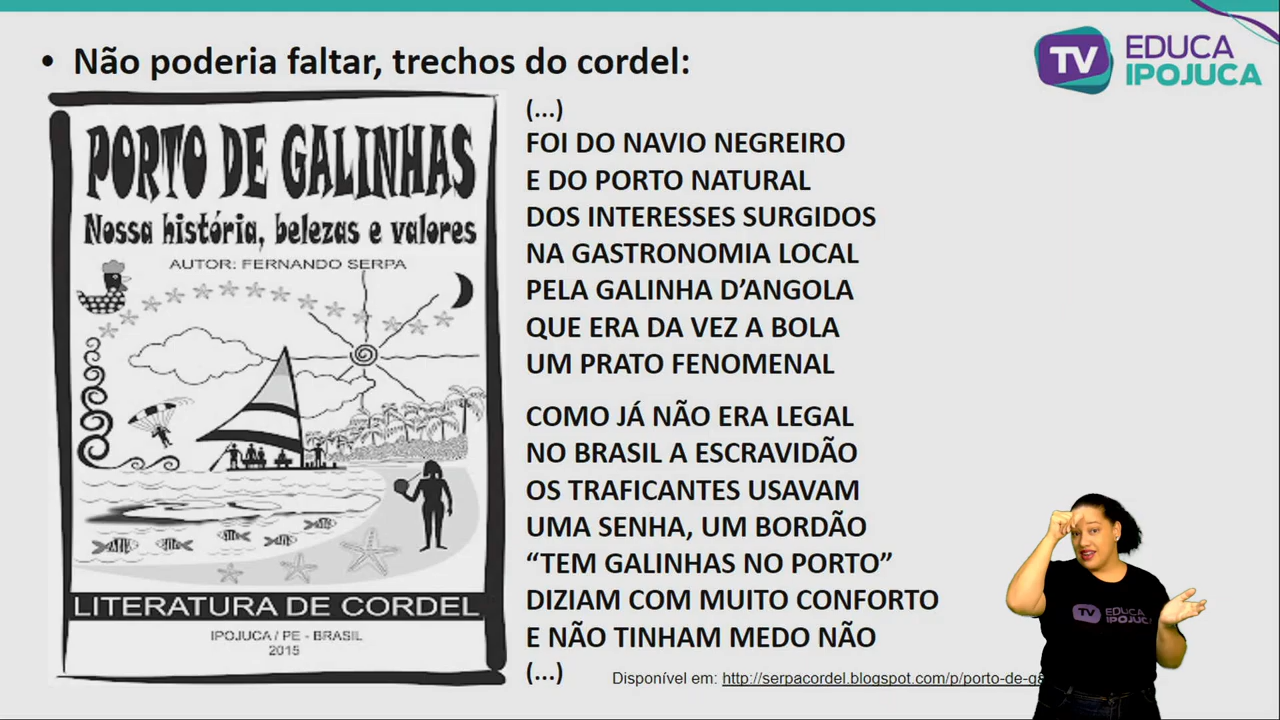 • Não poderia faltar, trechos do cordel:
TV EDUCA
IPOJUCA
PORTO DE GALINHAS
Nossa história, belezas e valores
AUTOR: FERNANDO SERPA
LITERATURA DE CORDEL
IPOJUCA / PE - BRASIL
2015
(...)
FOI DO NAVIO NEGREIRO
E DO PORTO NATURAL
DOS INTERESSES SURGIDOS
NA GASTRONOMIA LOCAL
PELA GALINHA D’ANGOLA
QUE ERA DA VEZ A BOLA
UM PRATO FENOMENAL
COMO JÁ NÃO ERA LEGAL
NO BRASIL A ESCRAVIDÃO
OS TRAFICANTES USAVAM
UMA SENHA, UM BORDÃO
“TEM GALINHAS NO PORTO”
DIZIAM COM MUITO CONFORTO
E NÃO TINHAM MEDO NÃO
(...)
Disponível em: http://serpacordel.blogspot.com/p/porto-de-ga
TV EDUCA
IPOJUCA